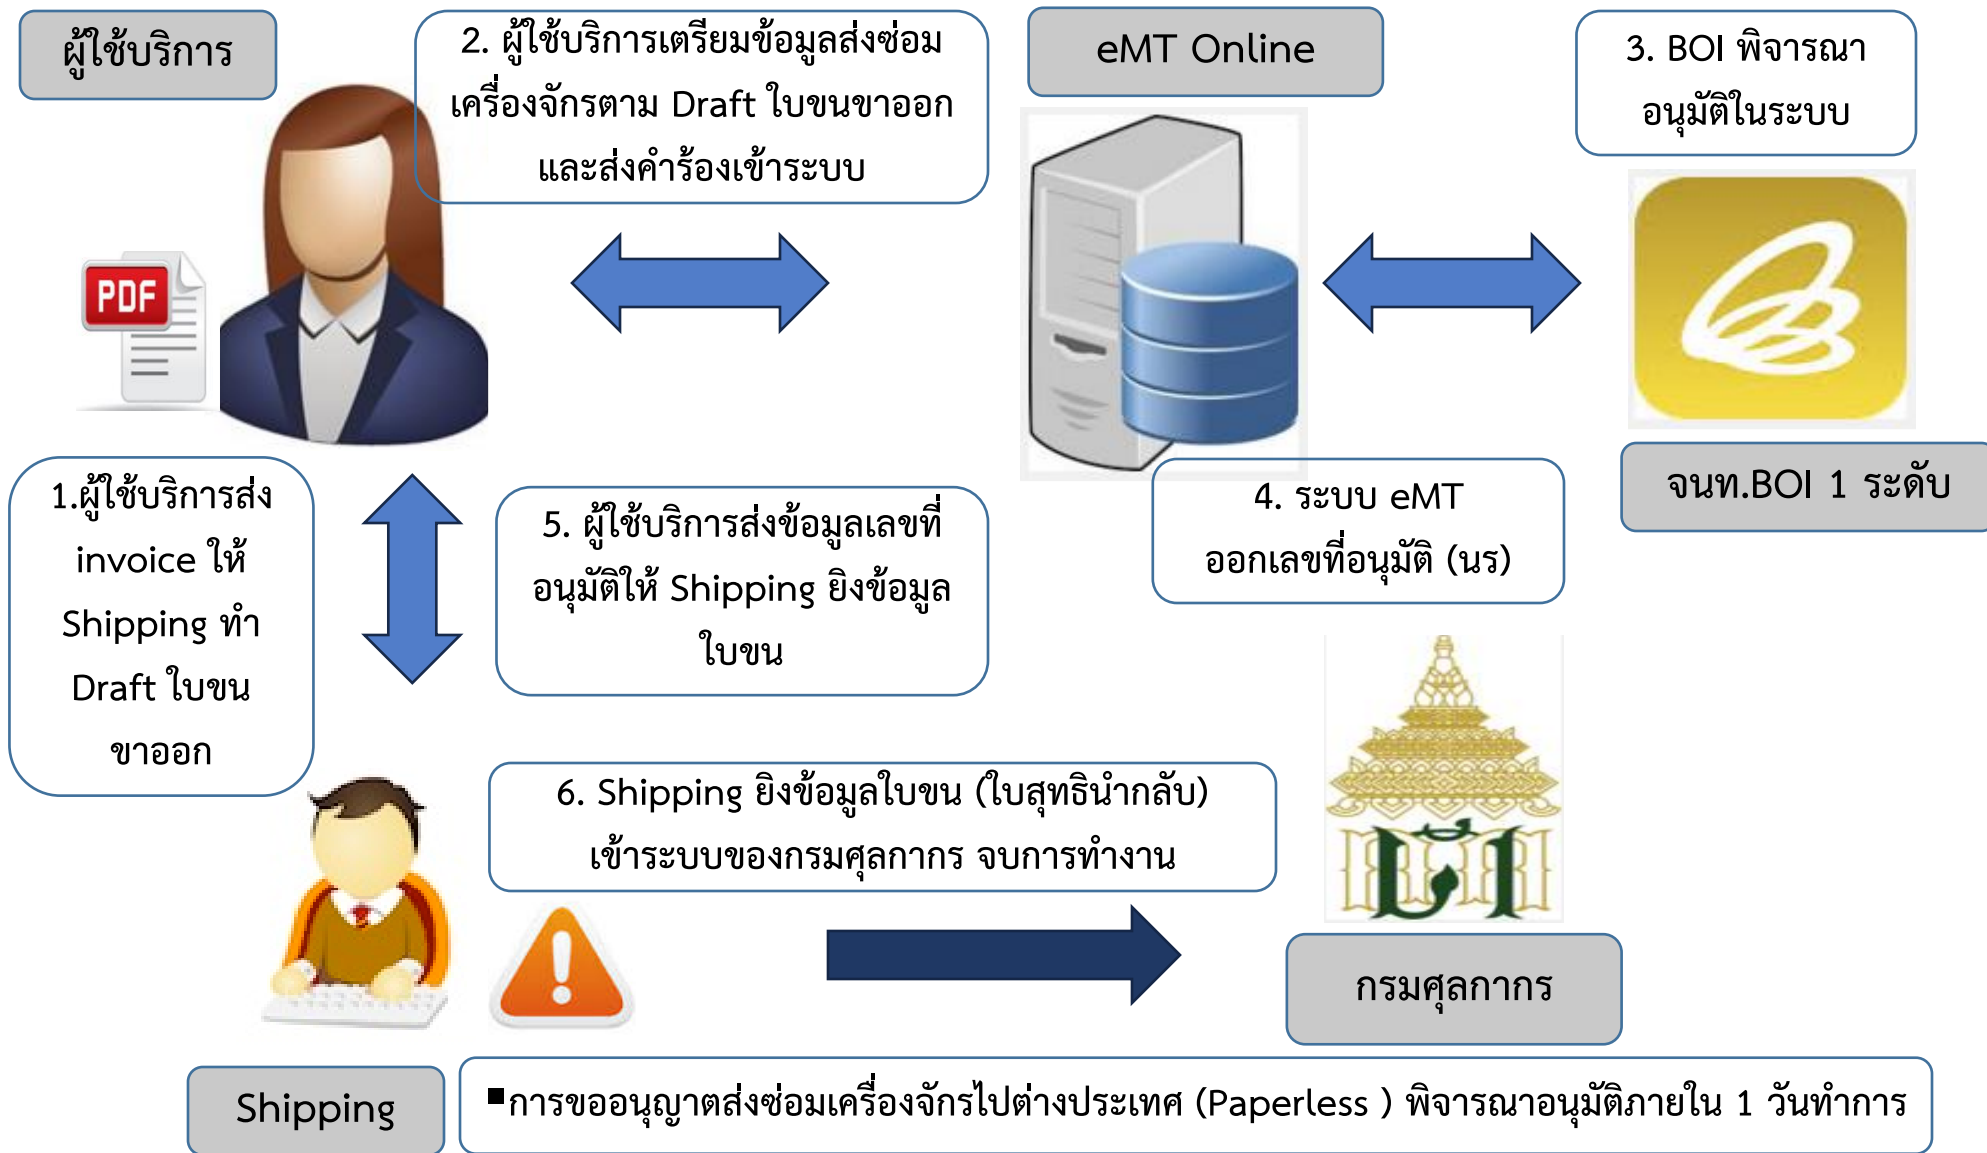 ผู้ใช้บริการ
2. ผู้ใช้บริการเตรียมข้อมูลส่งซ่อม
เครื่องจักรตาม Draft ใบขนขาออก
และส่งคำร้องเข้าระบบ
eMT Online
3. BOI พิจารณา
อนุมัติในระบบ
PDF
จนท.BOI 1 ระดับ
1.ผู้ใช้บริการส่ง
invoice ให้
Shipping ทำ
Draft ใบขน
ขาออก
5. ผู้ใช้บริการส่งข้อมูลเลขที่
อนุมัติให้ Shipping ยิงข้อมูล
ใบขน
4. ระบบ eMT
ออกเลขที่อนุมัติ (นร)
6. Shipping ยิงข้อมูลใบขน (ใบสุทธินำกลับ)
เข้าระบบของกรมศุลกากร จบการทำงาน
กรมศุลกากร
Shipping
▪การขออนุญาตส่งซ่อมเครื่องจักรไปต่างประเทศ (Paperless ) พิจารณาอนุมัติภายใน 1 วันทำการ